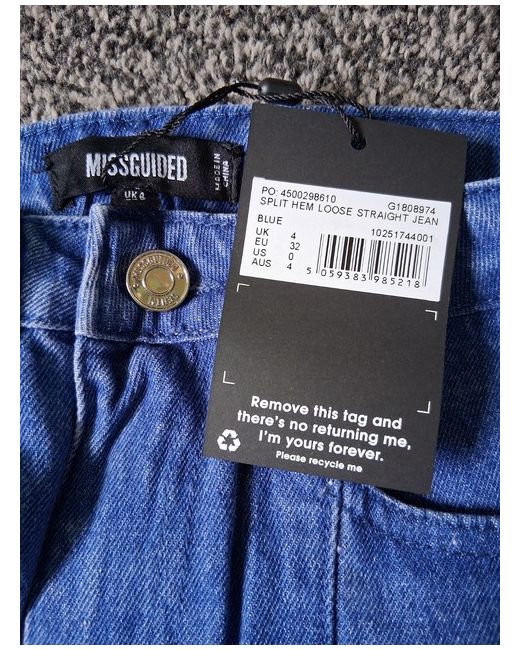 MISSGUIDED
MADE IN
CHINA
PO: 4500298610 G1808974
SPLIT HEM LOOSE STRAIGHT JEAN
BLUE 10251744001
UK 4
EU 32
US 0
AUS 4
5 059383 985218
Remove this tag and
there's no returning me,
I'm yours forever.
Please recycle me